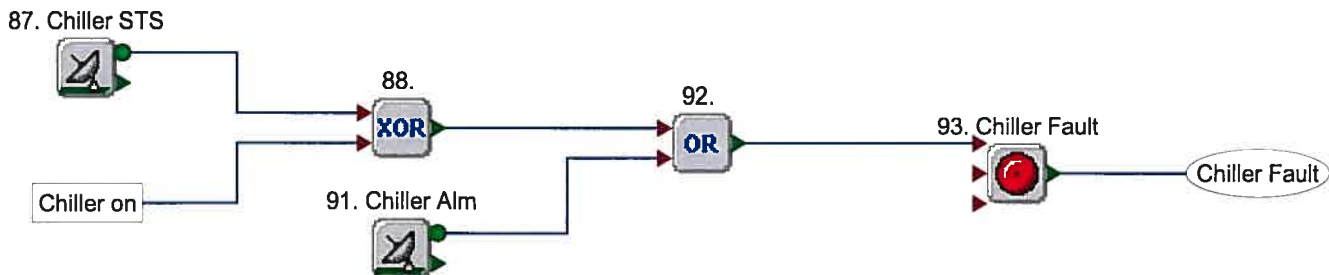 87. Chiller STS
88.
XOR
92.
OR
93. Chiller Fault
Chiller Fault
Chiller on
91. Chiller Alm